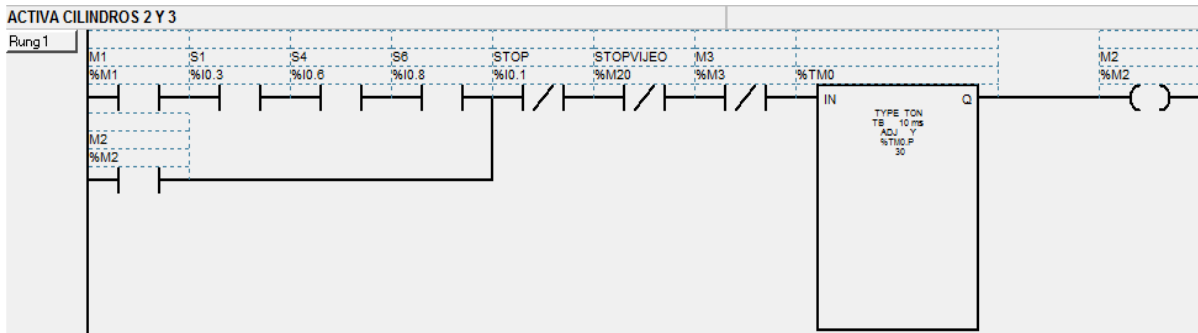 ACTIVA CILINDROS 2 Y 3
Rung 1
M1 S1 S4 S6 STOP STOPVIJEO M3 M2
%M1 %I0.3 %I0.6 %I0.8 %I0.1 %M20 %M3 %TM0 %M2
IN Q
TYPE TON
TB 10 ms
ADJ Y
%TM0.P
30
M2
%M2